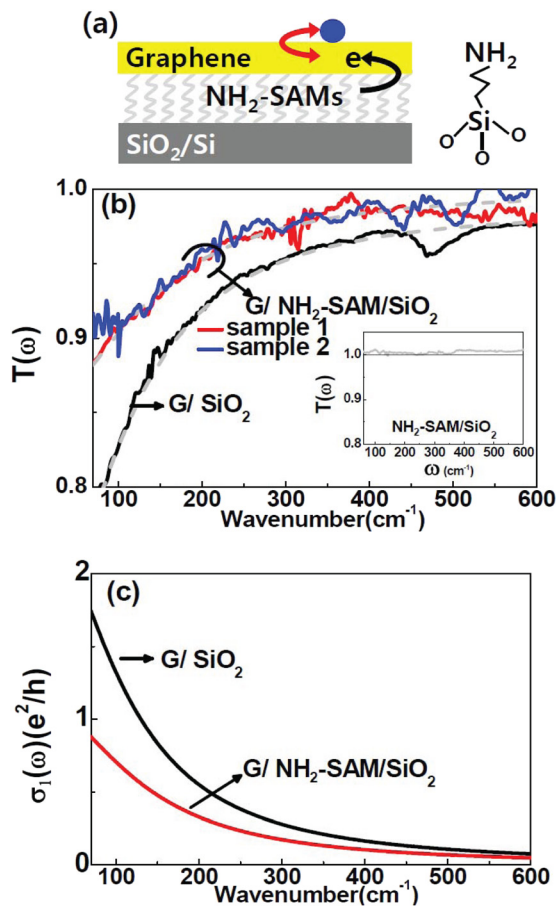 (a)
Graphene
e
NH₂-SAMs
SiO₂/Si
NH₂
Si
O
O
O
(b)
1.0
0.9
0.8
T(ω)
G/ NH₂-SAM/SiO₂
sample 1
sample 2
G/ SiO₂
1.1
1.0
0.9
0.8
T(ω)
NH₂-SAM/SiO₂
100 200 300 400 500 600
ω (cm⁻¹)
100 200 300 400 500 600
Wavenumber(cm⁻¹)
(c)
2
1
0
σ₁(ω)(e²/h)
G/ SiO₂
G/ NH₂-SAM/SiO₂
100 200 300 400 500 600
Wavenumber(cm⁻¹)